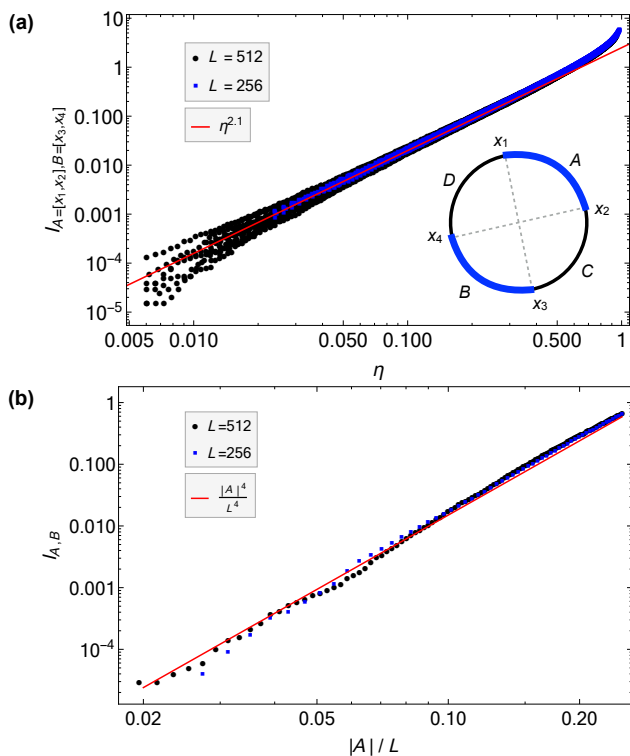 (a)
10
1
0.100
0.010
0.001
10⁻⁴
10⁻⁵
I_{A=[x₁,x₂],B=[x₃,x₄]}
L = 512
L = 256
η^{2.1}
x₁
A
D
x₂
x₄
C
B
x₃
0.005 0.010 0.050 0.100 0.500 1
η
(b)
1
0.100
0.010
0.001
10⁻⁴
I_{A,B}
L=512
L=256
|A|⁴
L⁴
0.02 0.05 0.10 0.20
|A| / L